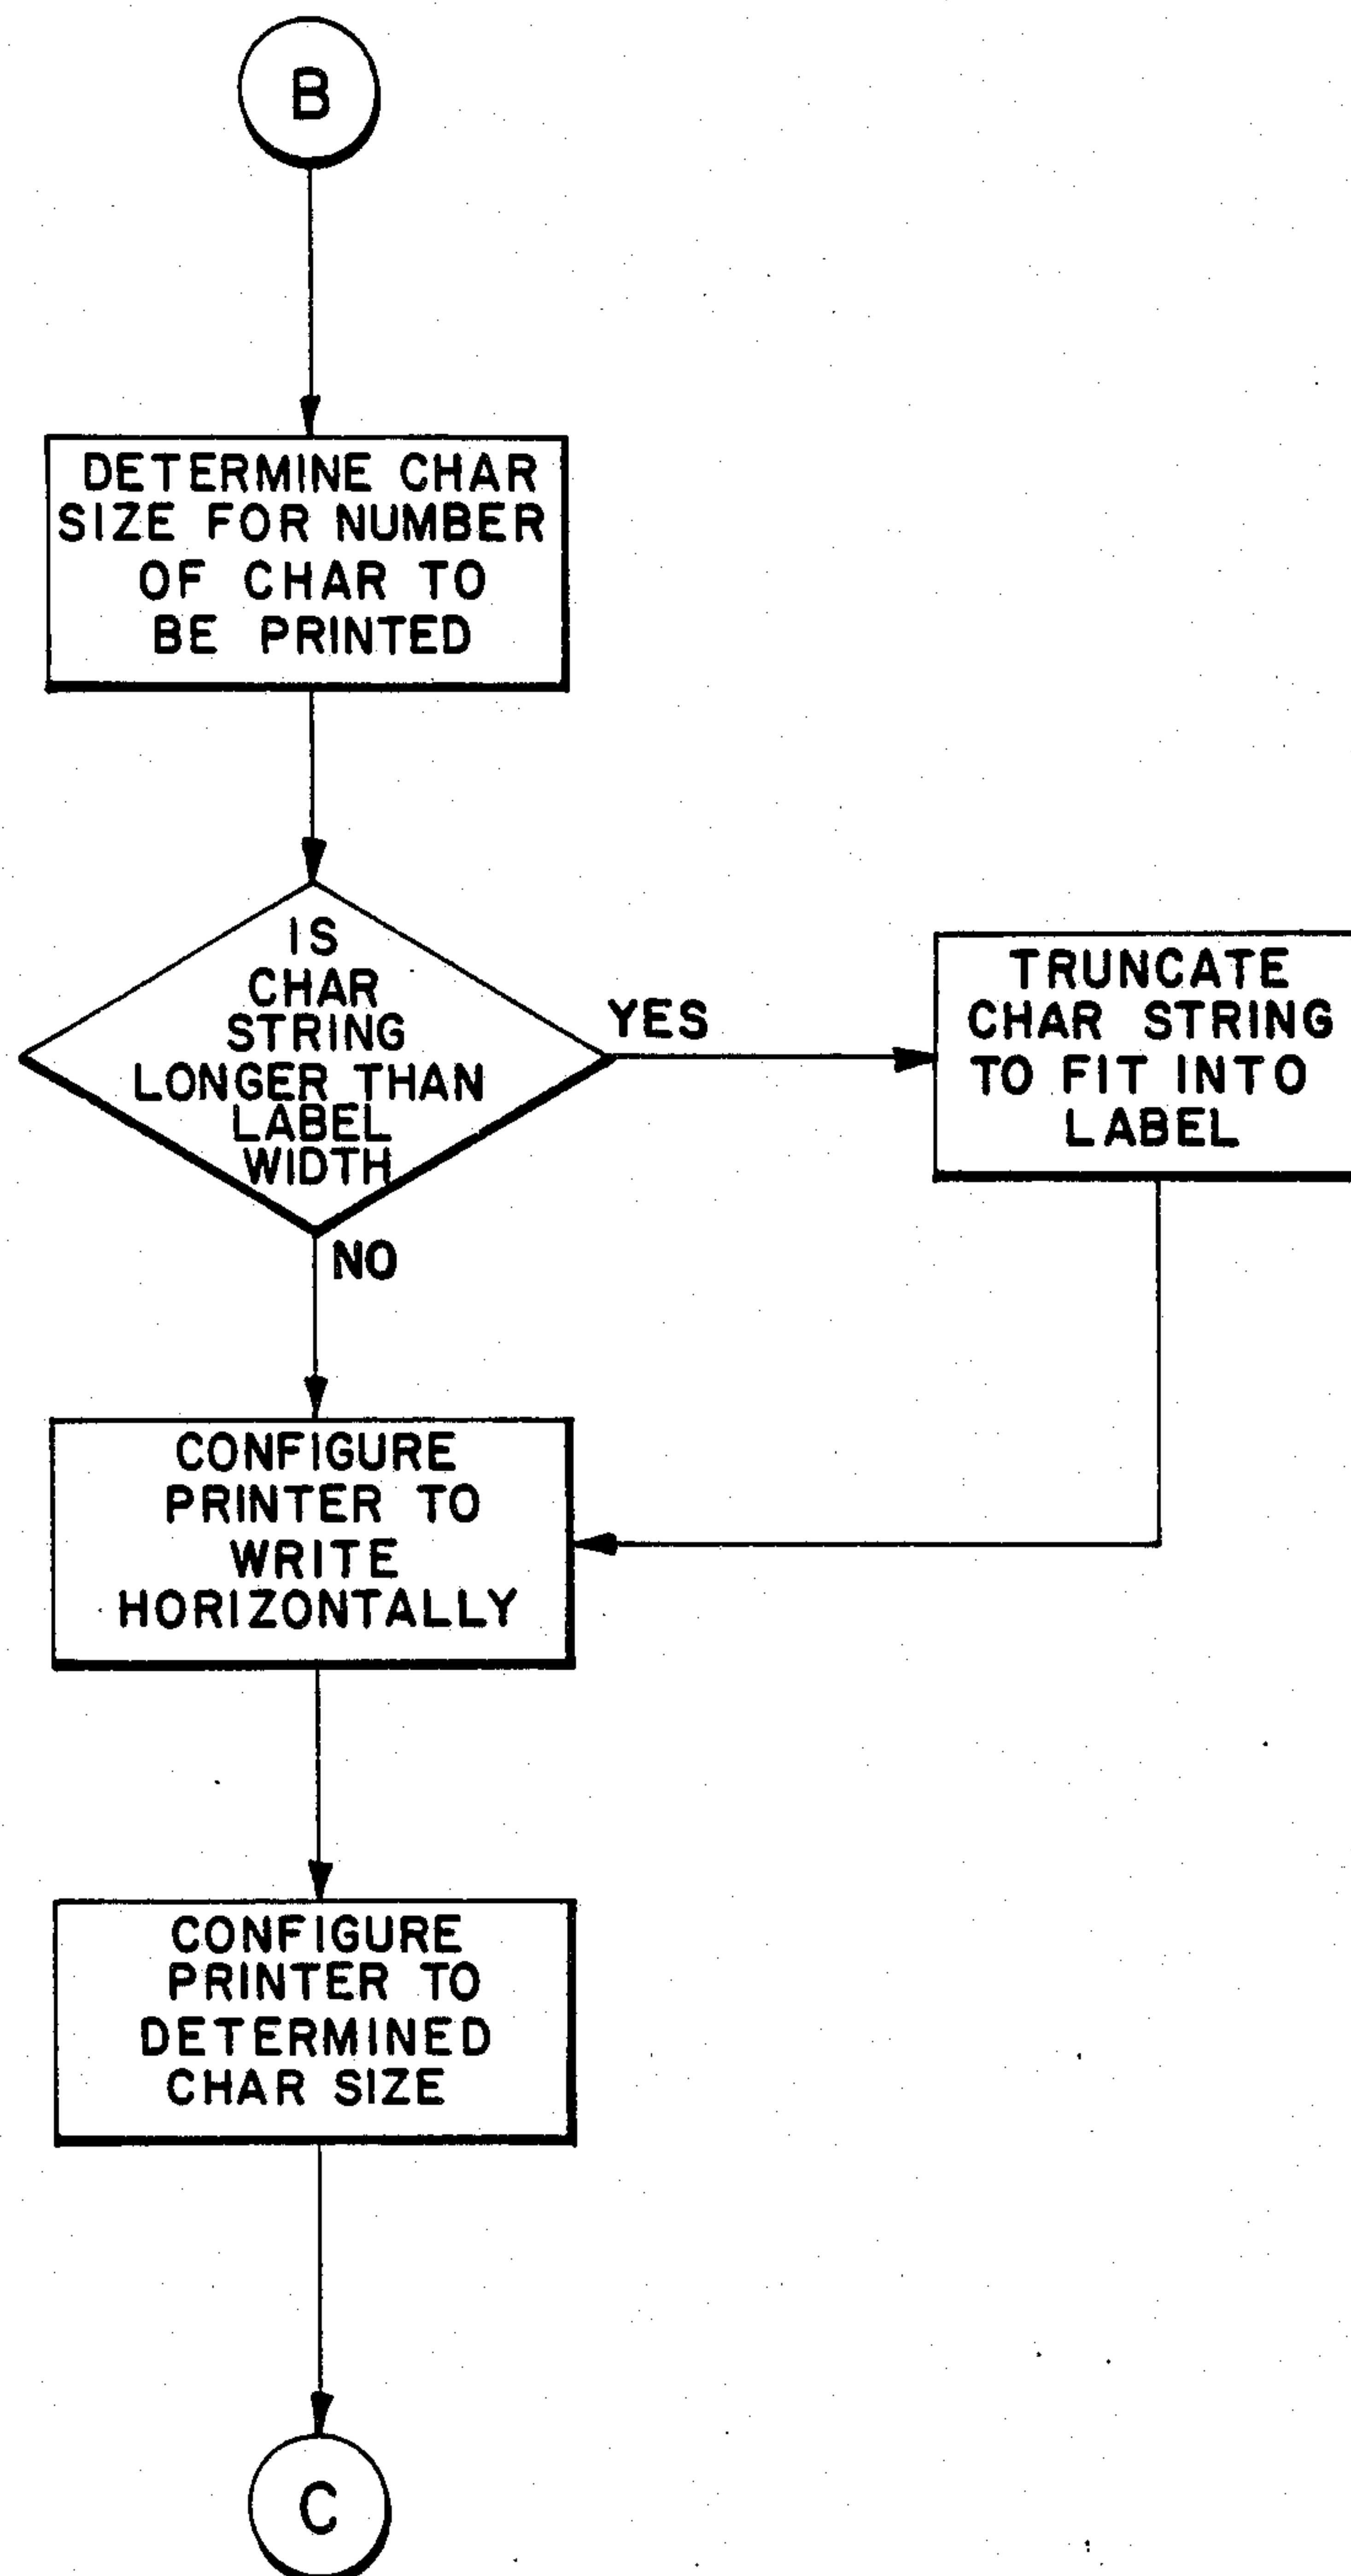 B
DETERMINE CHAR
SIZE FOR NUMBER
OF CHAR TO
BE PRINTED
IS
CHAR
STRING
LONGER THAN
LABEL
WIDTH
YES
TRUNCATE
CHAR STRING
TO FIT INTO
LABEL
NO
CONFIGURE
PRINTER TO
WRITE
HORIZONTALLY
CONFIGURE
PRINTER TO
DETERMINED
CHAR SIZE
C